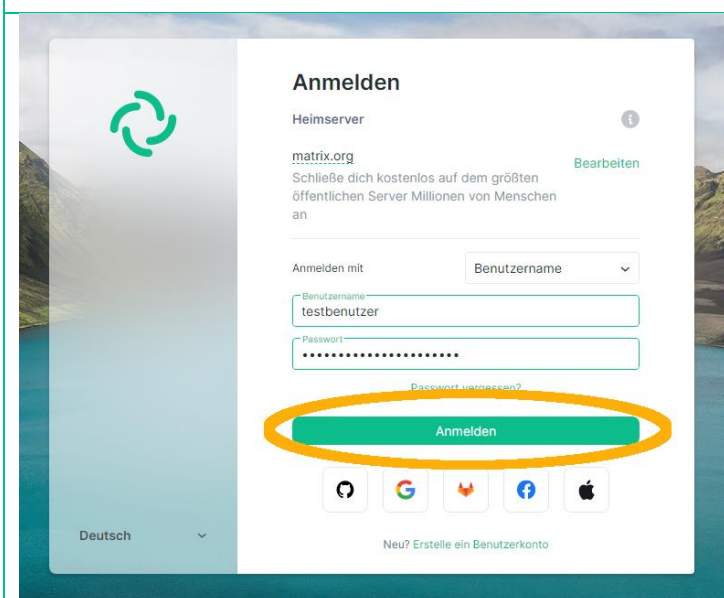 Anmelden
Heimserver
matrix.org
Bearbeiten
Schließe dich kostenlos auf dem größten
öffentlichen Server Millionen von Menschen
an
Anmelden mit
Benutzername
Benutzername
testbenutzer
Passwort
••••••••••••••••••••••
Passwort vergessen?
Anmelden
Deutsch
Neu? Erstelle ein Benutzerkonto